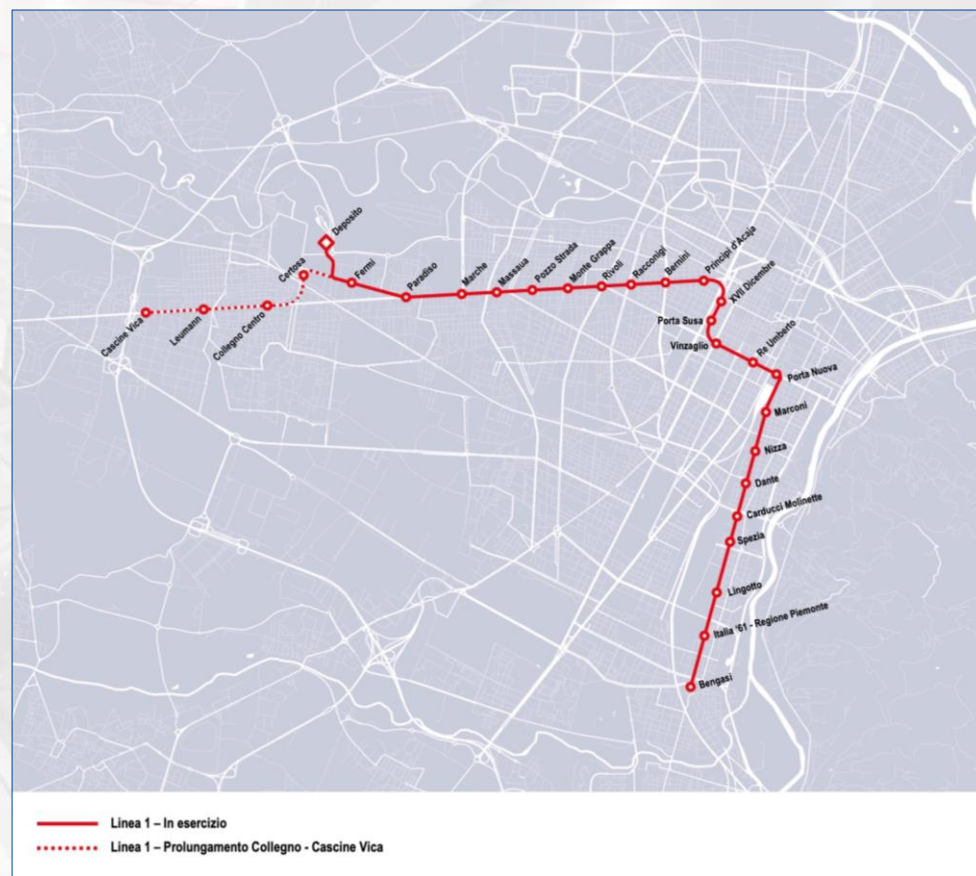 Deposito
Certosa
Fermi
Cascine Vica
Leumann
Collegno Centro
Paradiso
Marche
Massaua
Pozzo Strada
Monte Grappa
Rivoli
Racconigi
Bernini
Principi d'Acaja
XVII Dicembre
Porta Susa
Vinzaglio
Re Umberto
Porta Nuova
Marconi
Nizza
Dante
Carducci Molinette
Spezia
Lingotto
Italia '61 - Regione Piemonte
Bengasi
Linea 1 – In esercizio
Linea 1 – Prolungamento Collegno - Cascine Vica